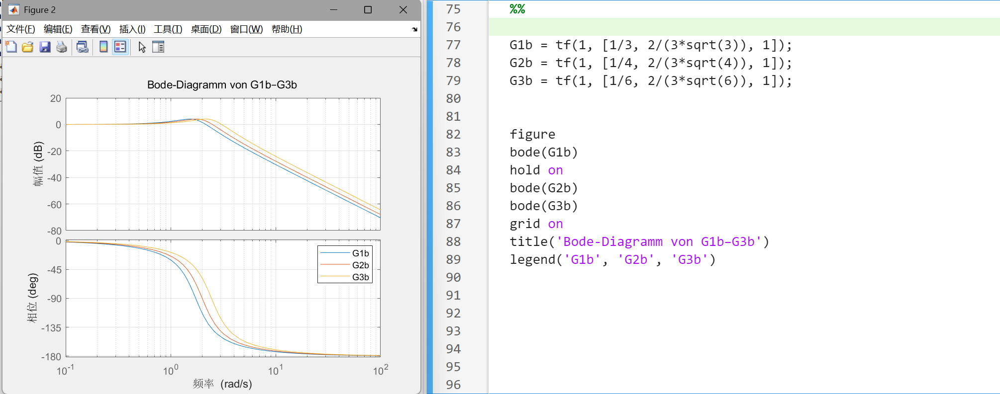 Figure 2
文件(F) 编辑(E) 查看(V) 插入(I) 工具(T) 桌面(D) 窗口(W) 帮助(H)
Bode-Diagramm von G1b–G3b
20
0
-20
-40
-60
-80
幅值 (dB)
0
-45
-90
-135
-180
相位 (deg)
G1b
G2b
G3b
10^-1 10^0 10^1 10^2
频率 (rad/s)
75 %%
76
77 G1b = tf(1, [1/3, 2/(3*sqrt(3)), 1]);
78 G2b = tf(1, [1/4, 2/(3*sqrt(4)), 1]);
79 G3b = tf(1, [1/6, 2/(3*sqrt(6)), 1]);
80
81
82 figure
83 bode(G1b)
84 hold on
85 bode(G2b)
86 bode(G3b)
87 grid on
88 title('Bode-Diagramm von G1b–G3b')
89 legend('G1b', 'G2b', 'G3b')
90
91
92
93
94
95
96